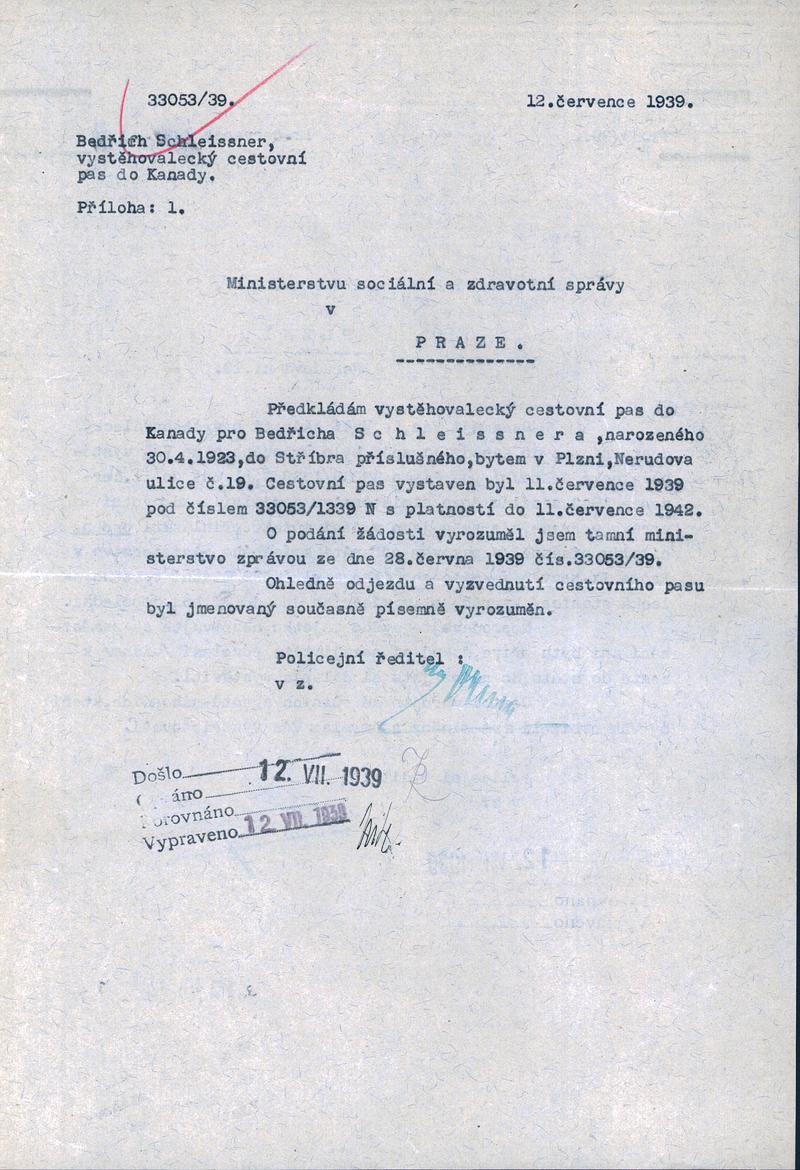 33053/39.
12.července 1939.
Bedřich Schleissner,
vystěhovalecký cestovní
pas do Kanady.
Příloha: 1.
Ministerstvu sociální a zdravotní správy
v
P R A Z E .
Předkládám vystěhovalecký cestovní pas do
Kanady pro Bedřicha S c h l e i s s n e r a ,narozeného
30.4.1923,do Stříbra příslušného,bytem v Plzni,Nerudova
ulice č.19. Cestovní pas vystaven byl 11.července 1939
pod číslem 33053/1339 N s platností do 11.července 1942.
O podání žádosti vyrozuměl jsem tamní mini-
sterstvo zprávou ze dne 28.června 1939 čís.33053/39.
Ohledně odjezdu a vyzvednutí cestovního pasu
byl jmenovaný současně písemně vyrozuměn.
Policejní ředitel :
v z.
Došlo 12. VII. 1939
áno
Porovnáno
Vypraveno 12 VII. 1939